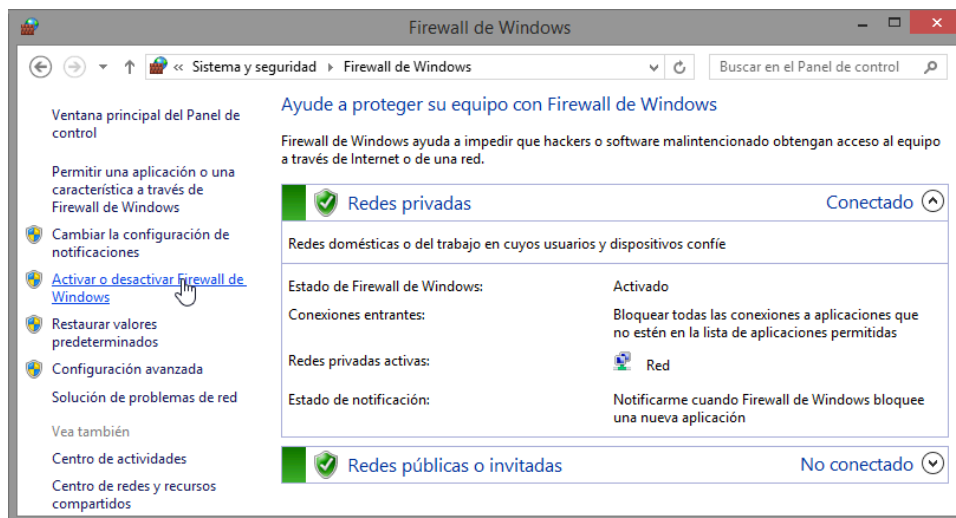 Firewall de Windows
« Sistema y seguridad Firewall de Windows
Buscar en el Panel de control
Ventana principal del Panel de
control
Permitir una aplicación o una
característica a través de
Firewall de Windows
Cambiar la configuración de
notificaciones
Activar o desactivar Firewall de
Windows
Restaurar valores
predeterminados
Configuración avanzada
Solución de problemas de red
Vea también
Centro de actividades
Centro de redes y recursos
compartidos
Ayude a proteger su equipo con Firewall de Windows
Firewall de Windows ayuda a impedir que hackers o software malintencionado obtengan acceso al equipo
a través de Internet o de una red.
Redes privadas Conectado
Redes domésticas o del trabajo en cuyos usuarios y dispositivos confíe
Estado de Firewall de Windows: Activado
Conexiones entrantes: Bloquear todas las conexiones a aplicaciones que
no estén en la lista de aplicaciones permitidas
Redes privadas activas: Red
Estado de notificación: Notificarme cuando Firewall de Windows bloquee
una nueva aplicación
Redes públicas o invitadas No conectado